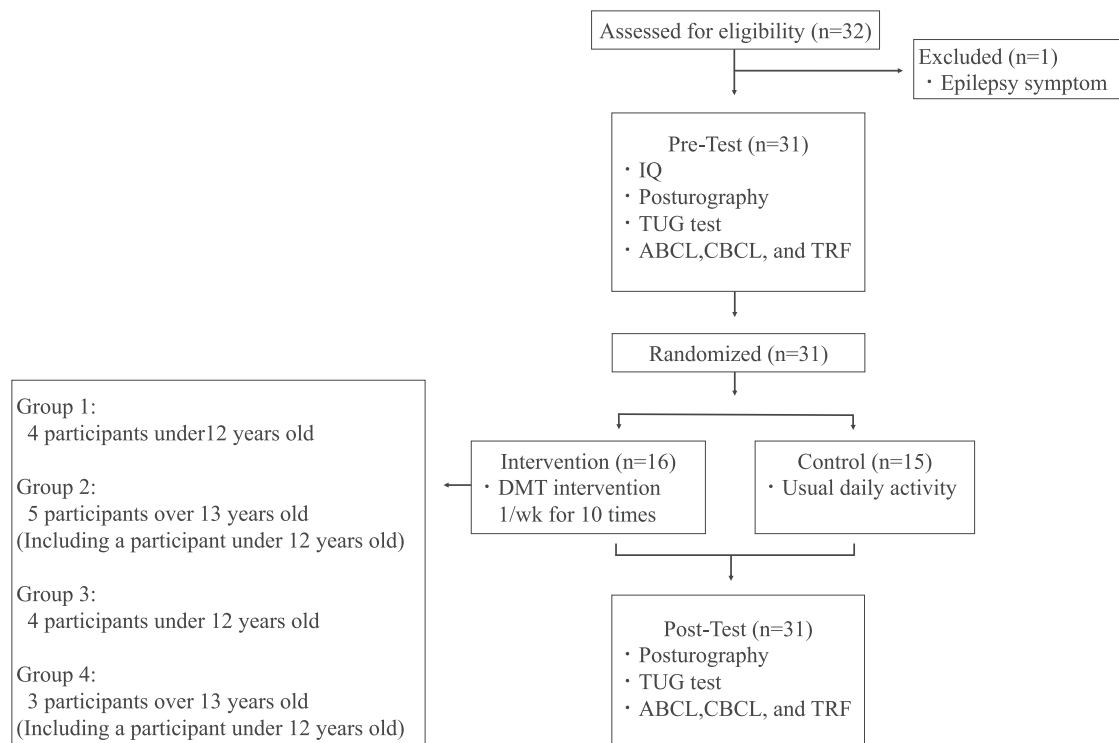 Assessed for eligibility (n=32)
Excluded (n=1)
・Epilepsy symptom
Pre-Test (n=31)
・IQ
・Posturography
・TUG test
・ABCL,CBCL, and TRF
Randomized (n=31)
Intervention (n=16)
・DMT intervention
1/wk for 10 times
Control (n=15)
・Usual daily activity
Group 1:
4 participants under12 years old
Group 2:
5 participants over 13 years old
(Including a participant under 12 years old)
Group 3:
4 participants under 12 years old
Group 4:
3 participants over 13 years old
(Including a participant under 12 years old)
Post-Test (n=31)
・Posturography
・TUG test
・ABCL,CBCL, and TRF